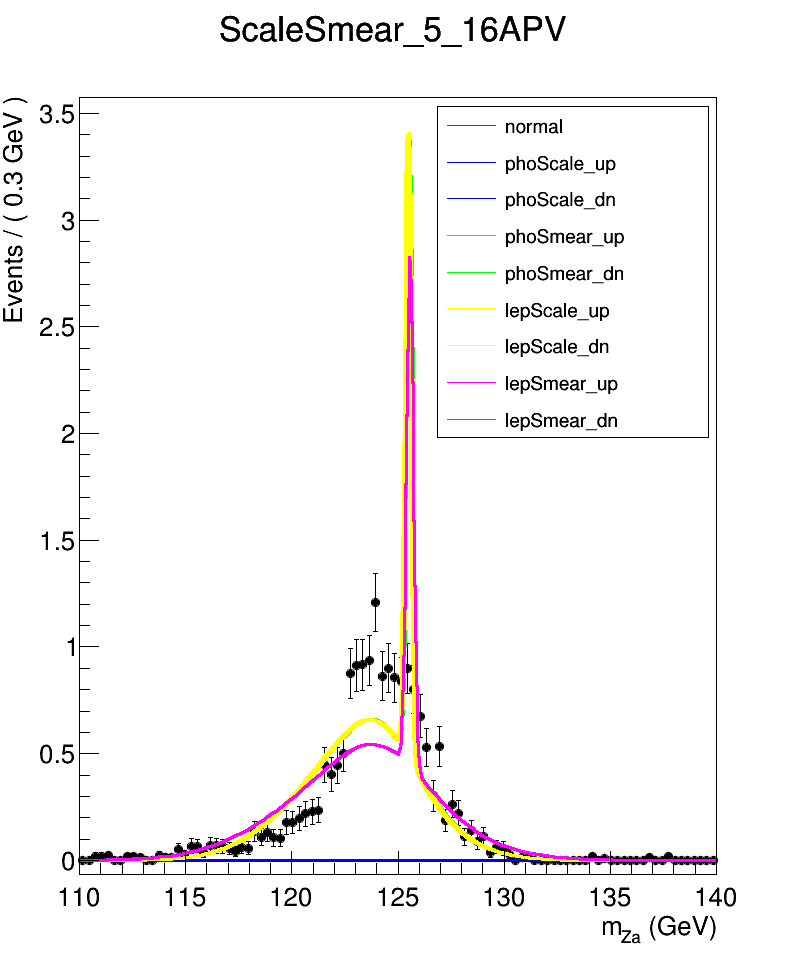 ScaleSmear_5_16APV
Events / ( 0.3 GeV )
3.5
3
2.5
2
1.5
1
0.5
0
normal
phoScale_up
phoScale_dn
phoSmear_up
phoSmear_dn
lepScale_up
lepScale_dn
lepSmear_up
lepSmear_dn
110 115 120 125 130 135 140
m_Za (GeV)